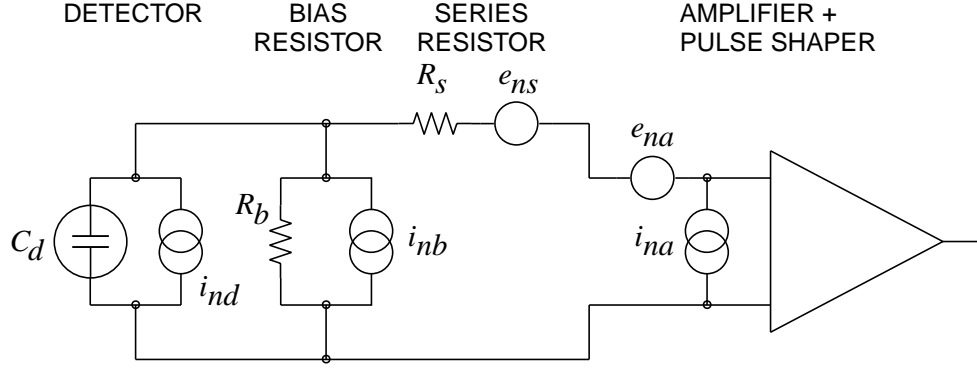 DETECTOR
BIAS
RESISTOR
SERIES
RESISTOR
AMPLIFIER +
PULSE SHAPER
Rs
ens
ena
Cd
ind
Rb
inb
ina